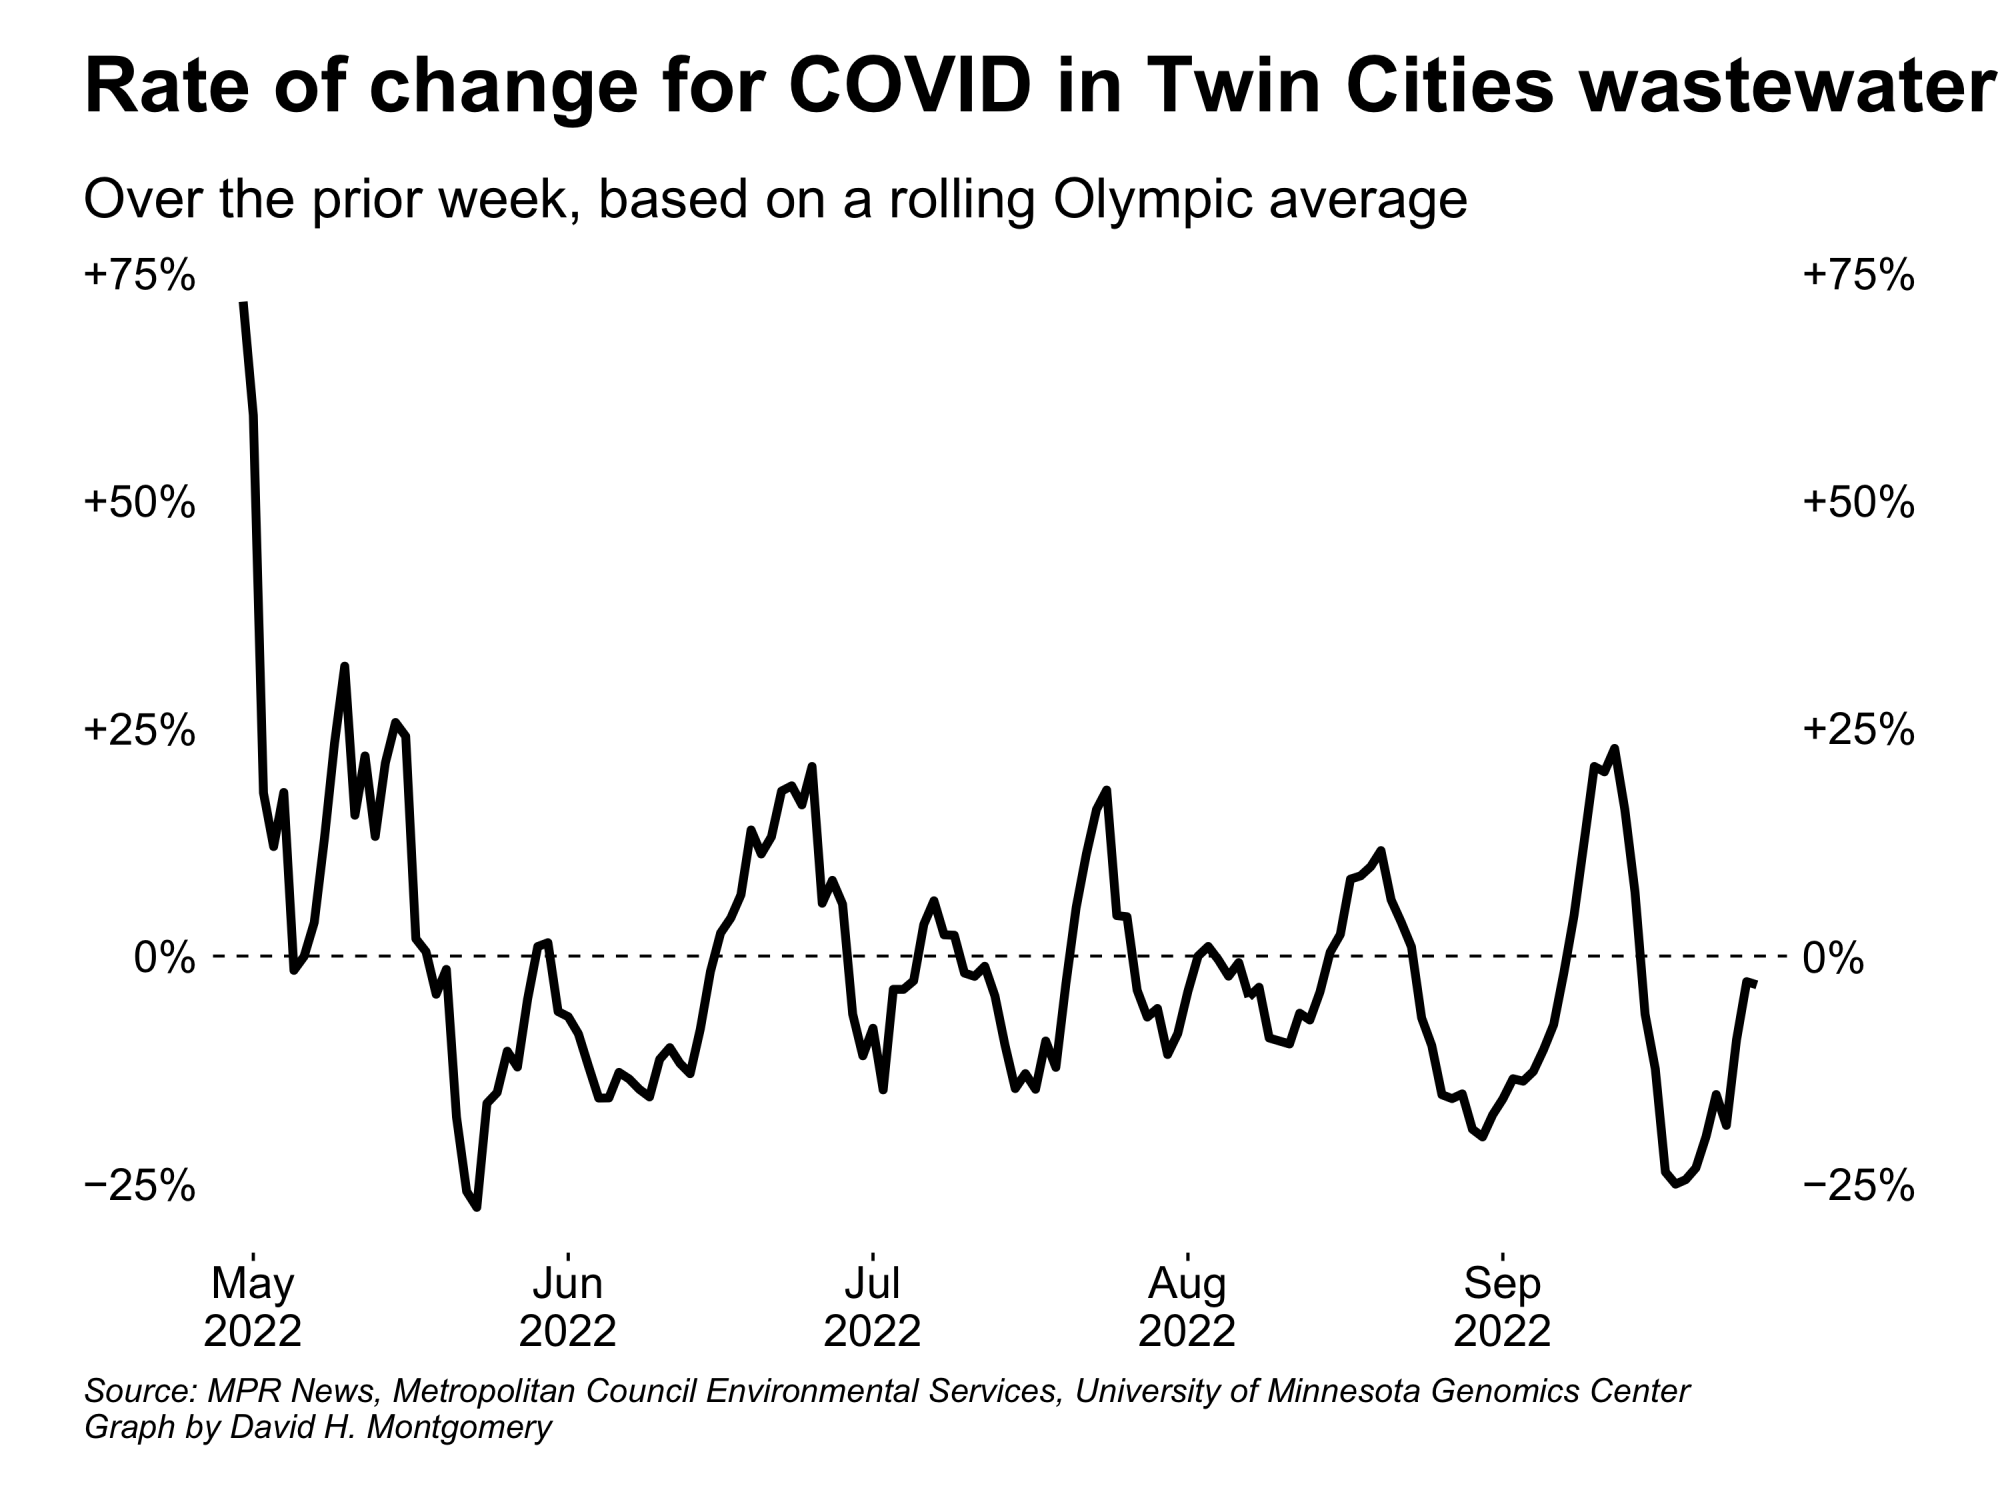 Rate of change for COVID in Twin Cities wastewater
Over the prior week, based on a rolling Olympic average
+75% +75%
+50% +50%
+25% +25%
0% 0%
−25% −25%
May Jun Jul Aug Sep
2022 2022 2022 2022 2022
Source: MPR News, Metropolitan Council Environmental Services, University of Minnesota Genomics Center
Graph by David H. Montgomery